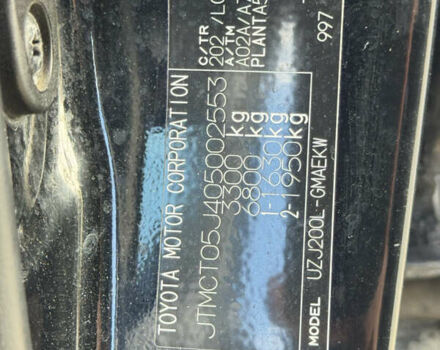 TOYOTA MOTOR CORPORATION
JTMCT05J405002553
3300 kg
6800 kg
1-1630kg
2-1950kg
MODEL UZJ200L-GMAEKW
C/TR
202 /LC
A/TM
A02A/
PLANT
997